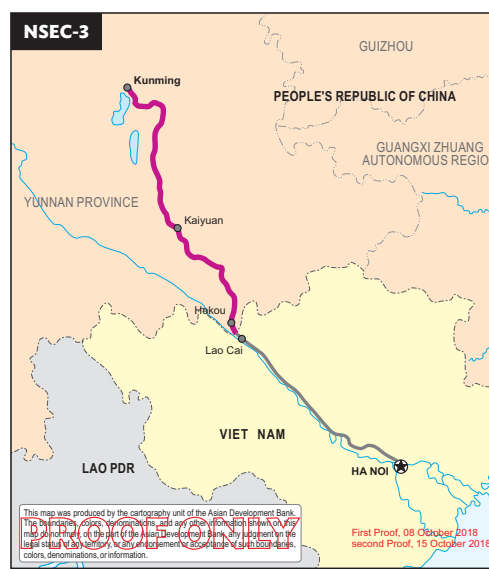 NSEC-3
GUIZHOU
Kunming
PEOPLE'S REPUBLIC OF CHINA
GUANGXI ZHUANG
AUTONOMOUS REGIO
YUNNAN PROVINCE
Kaiyuan
Hekou
Lao Cai
VIET NAM
LAO PDR
HA NOI
This map was produced by the cartography unit of the Asian Development Bank.
The boundaries, colors, denominations, and any other information shown on this
map do not imply, on the part of the Asian Development Bank, any judgment on the
legal status of any territory, or any endorsement or acceptance of such boundaries,
colors, denominations, or information.
PROOF ONLY
First Proof, 08 October 2018
second Proof, 15 October 2018